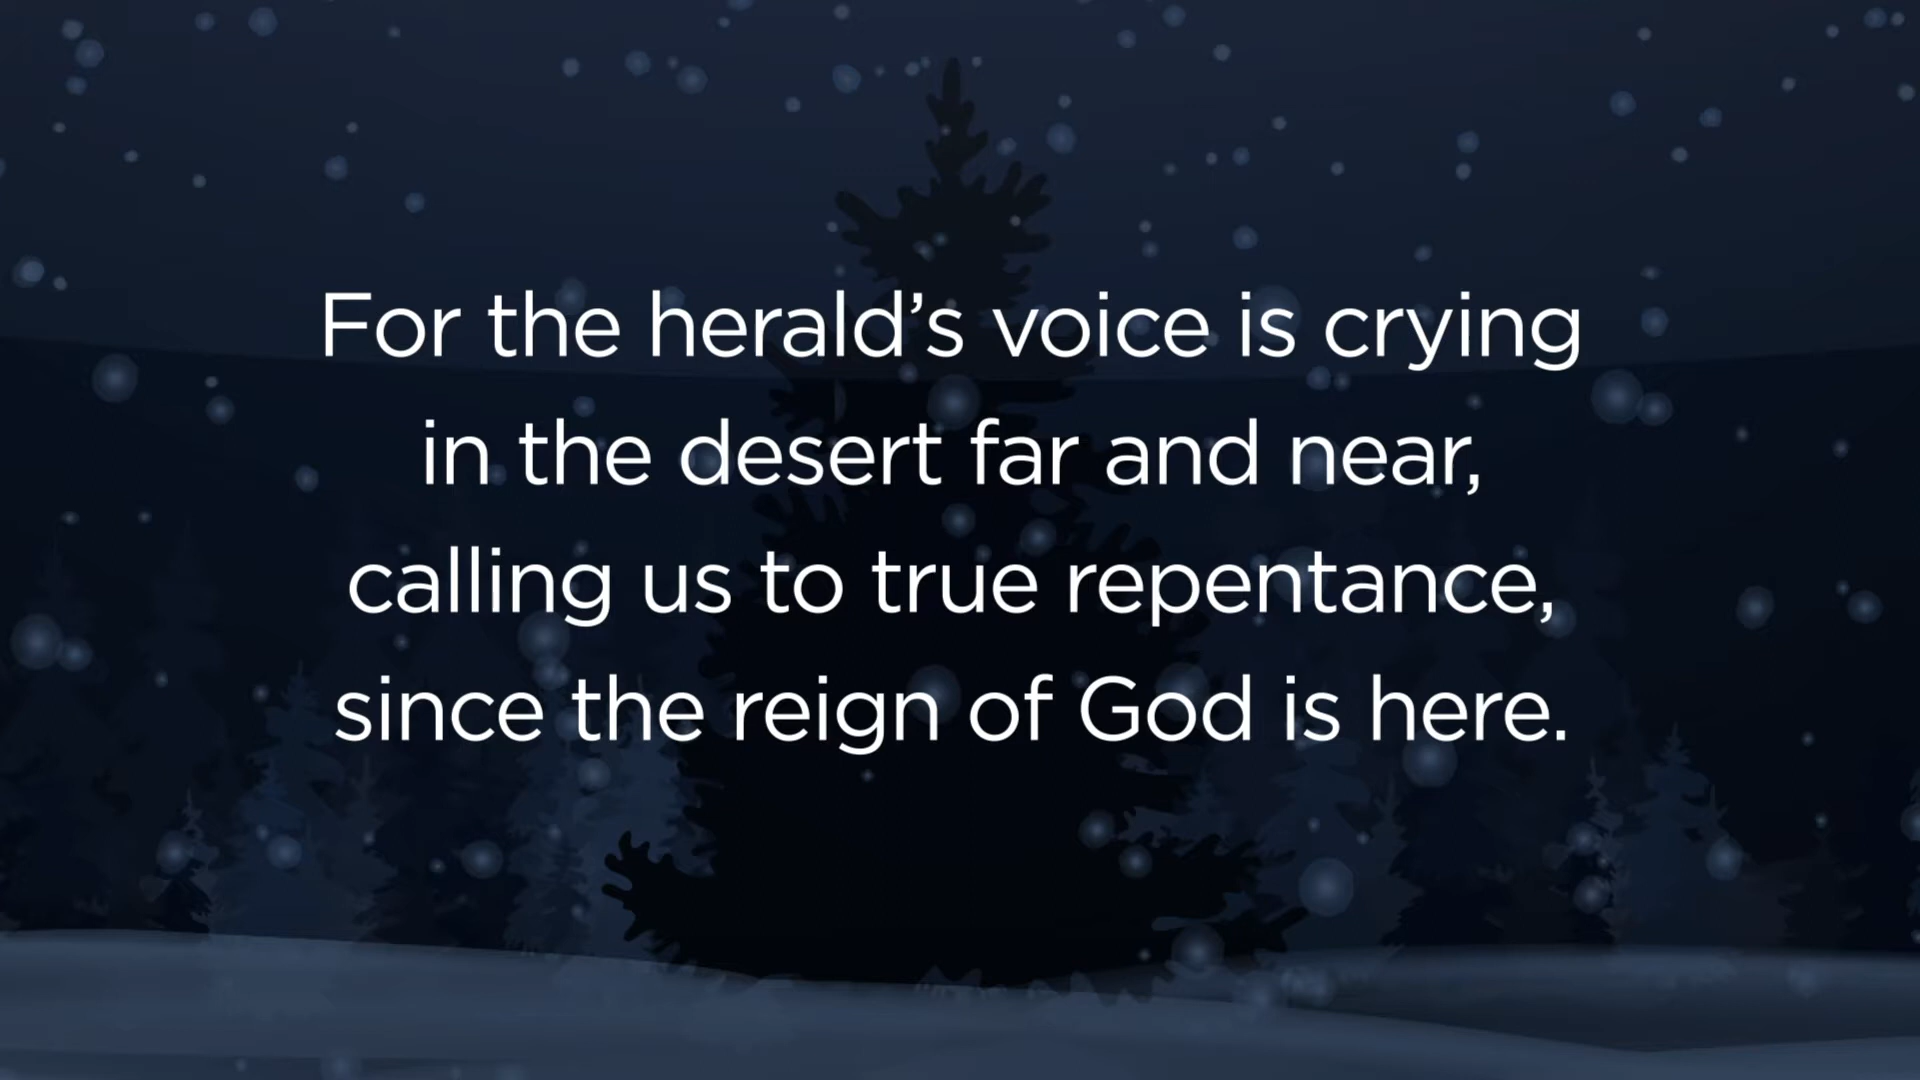 For the herald’s voice is crying
in the desert far and near,
calling us to true repentance,
since the reign of God is here.